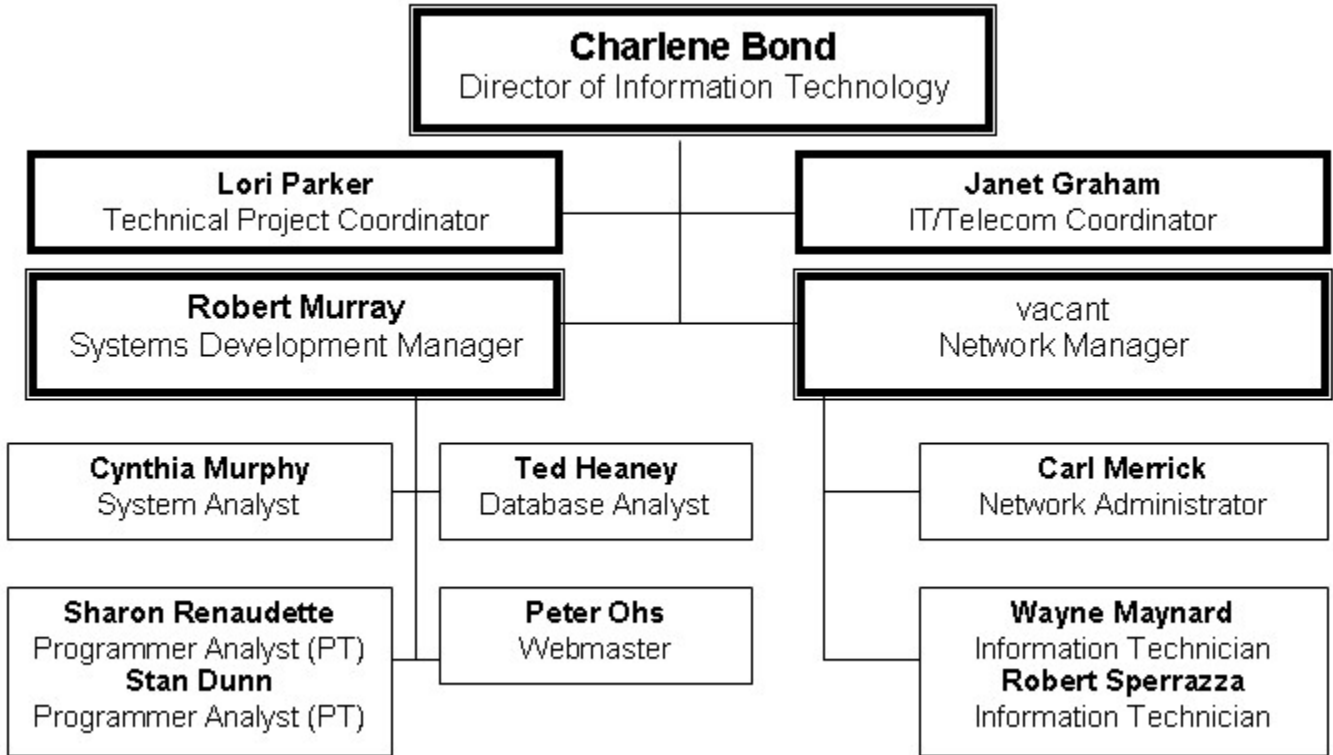 Charlene Bond
Director of Information Technology
Lori Parker
Technical Project Coordinator
Janet Graham
IT/Telecom Coordinator
Robert Murray
Systems Development Manager
vacant
Network Manager
Cynthia Murphy
System Analyst
Ted Heaney
Database Analyst
Carl Merrick
Network Administrator
Sharon Renaudette
Programmer Analyst (PT)
Stan Dunn
Programmer Analyst (PT)
Peter Ohs
Webmaster
Wayne Maynard
Information Technician
Robert Sperrazza
Information Technician